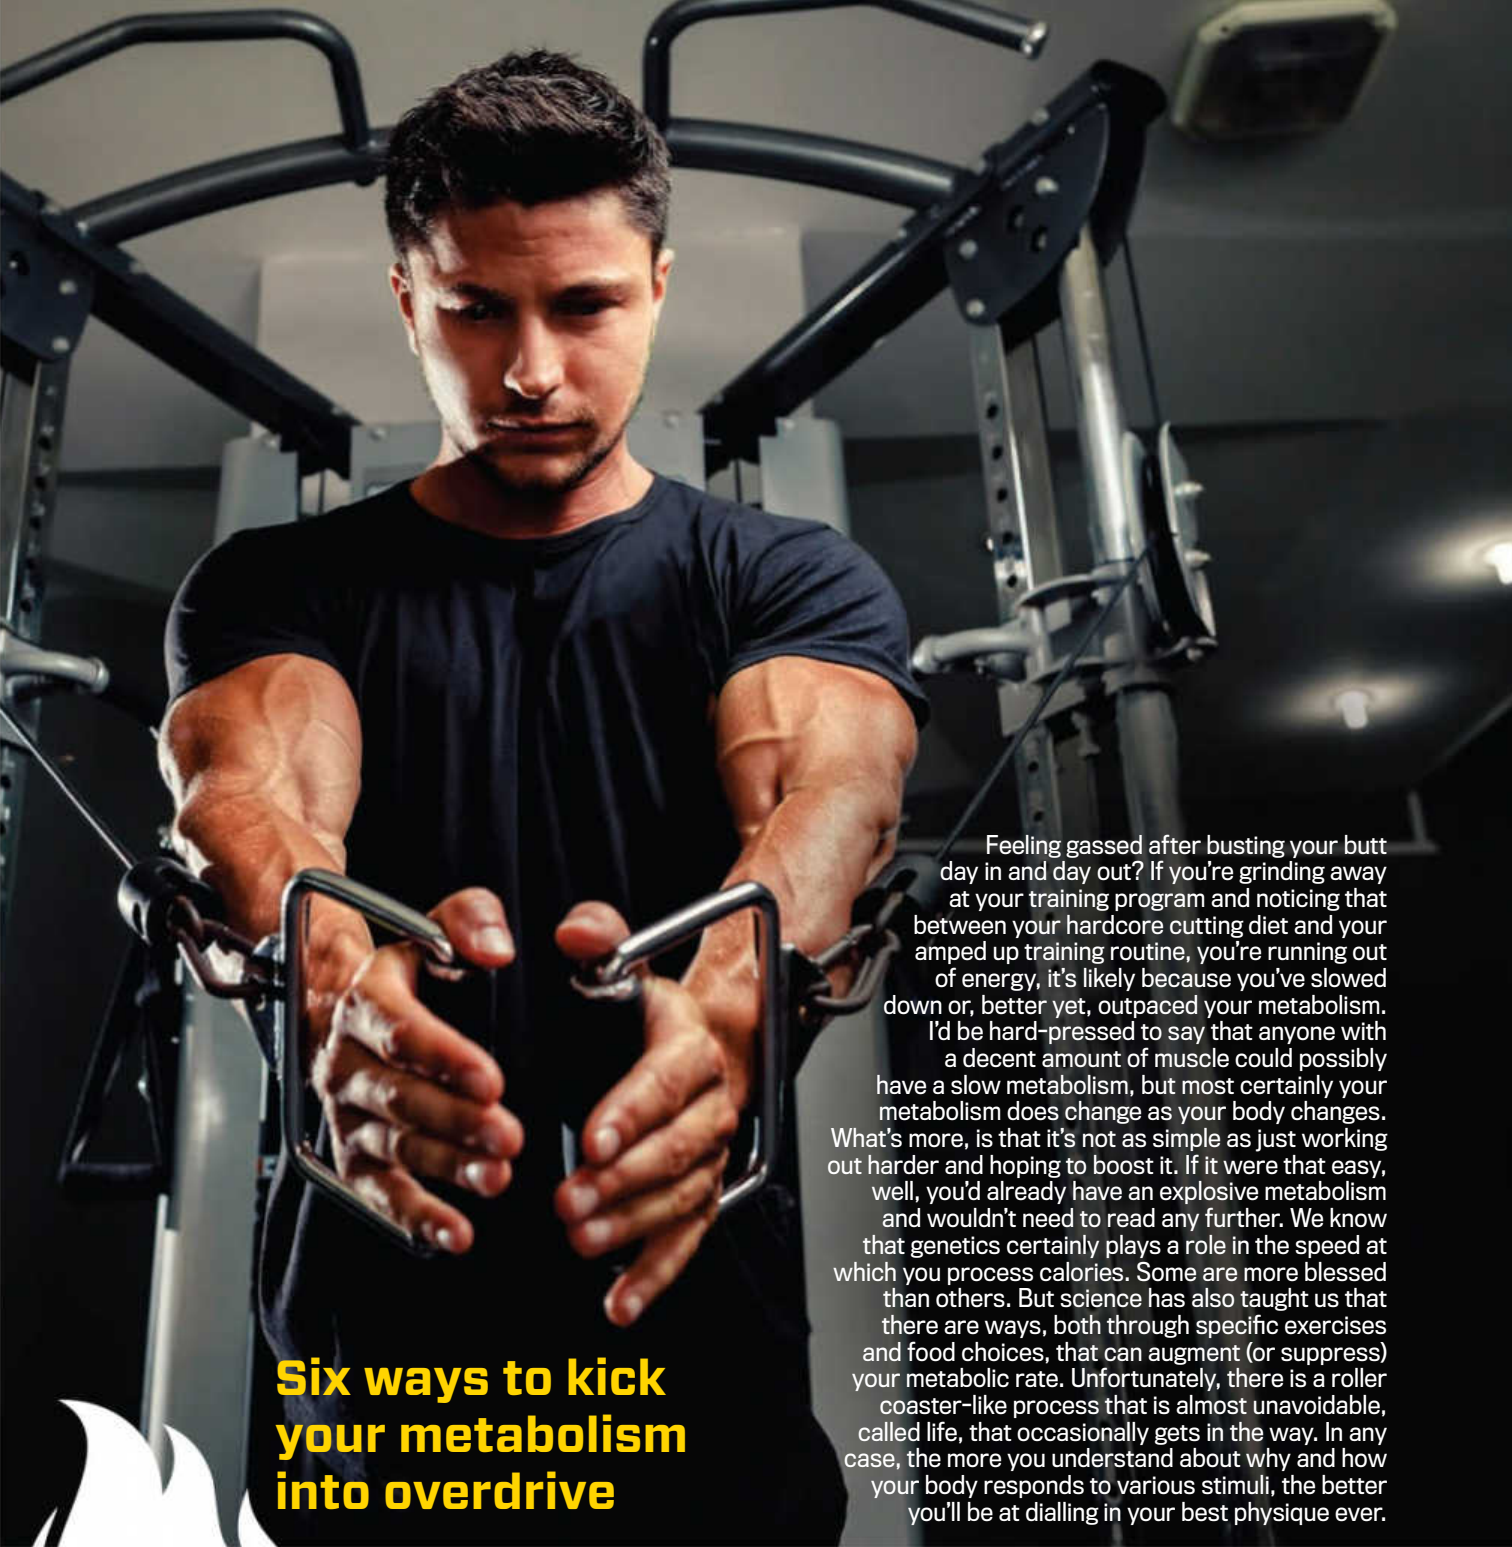 Feeling gassed after busting your butt
day in and day out? If you’re grinding away
at your training program and noticing that
between your hardcore cutting diet and your
amped up training routine, you’re running out
of energy, it’s likely because you’ve slowed
down or, better yet, outpaced your metabolism.
I’d be hard-pressed to say that anyone with
a decent amount of muscle could possibly
have a slow metabolism, but most certainly your
metabolism does change as your body changes.
What’s more, is that it’s not as simple as just working
out harder and hoping to boost it. If it were that easy,
well, you’d already have an explosive metabolism
and wouldn’t need to read any further. We know
that genetics certainly plays a role in the speed at
which you process calories. Some are more blessed
than others. But science has also taught us that
there are ways, both through specific exercises
and food choices, that can augment (or suppress)
your metabolic rate. Unfortunately, there is a roller
coaster-like process that is almost unavoidable,
called life, that occasionally gets in the way. In any
case, the more you understand about why and how
your body responds to various stimuli, the better
you’ll be at dialling in your best physique ever.
Six ways to kick
your metabolism
into overdrive